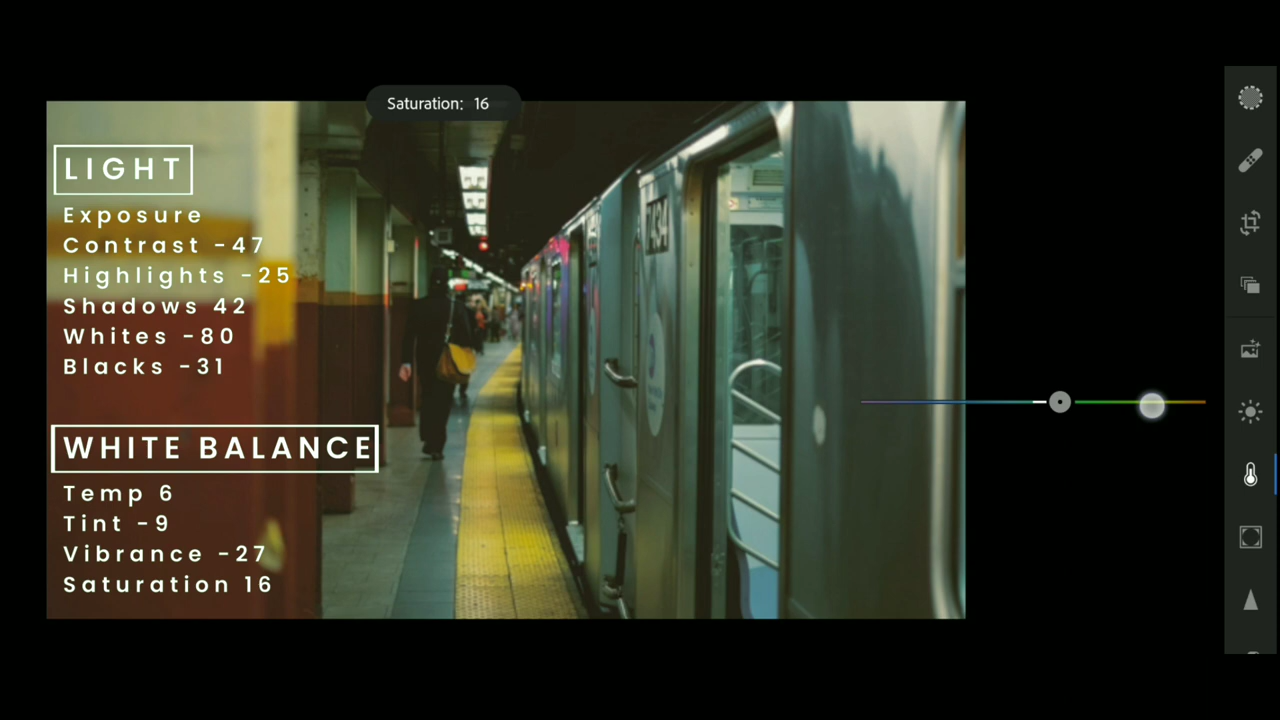 Saturation: 16
LIGHT
Exposure
Contrast -47
Highlights -25
Shadows 42
Whites -80
Blacks -31
WHITE BALANCE
Temp 6
Tint -9
Vibrance -27
Saturation 16
7434